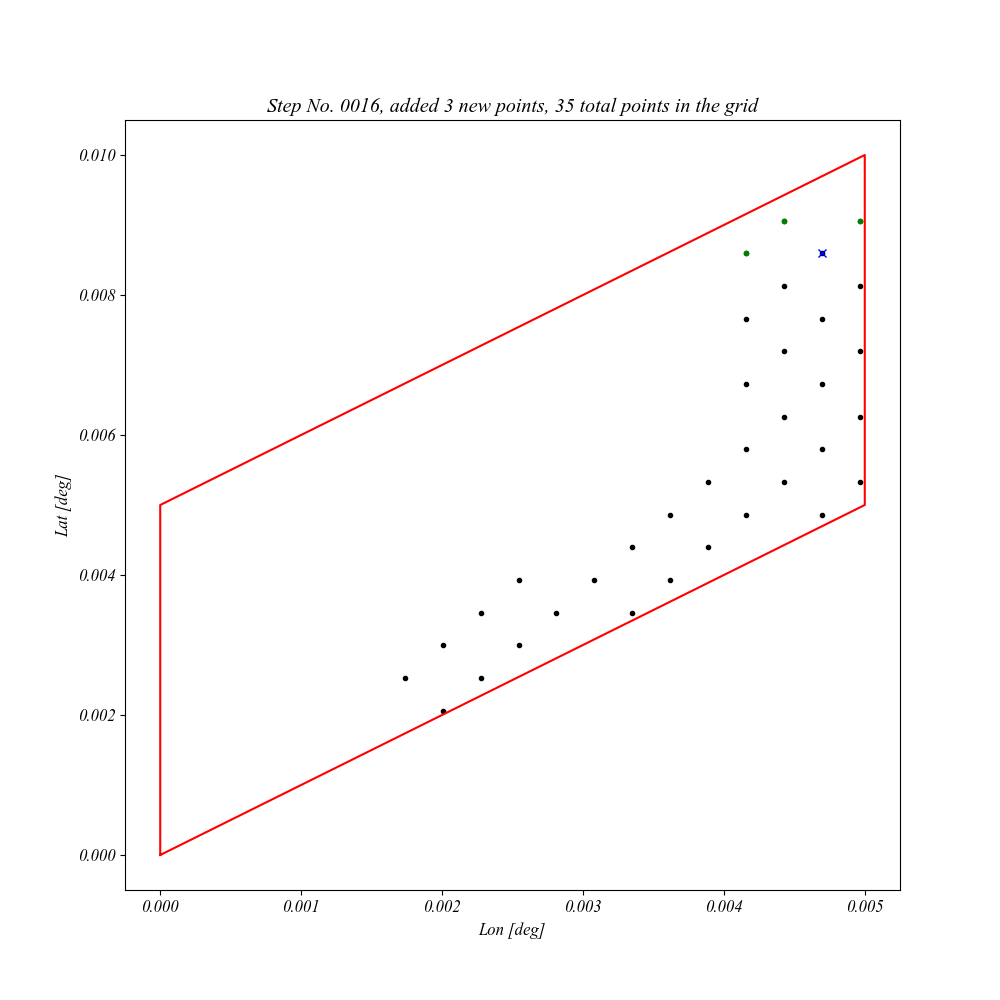 Step No. 0016, added 3 new points, 35 total points in the grid
0.010
0.008
0.006
0.004
0.002
0.000
Lat [deg]
0.000 0.001 0.002 0.003 0.004 0.005
Lon [deg]